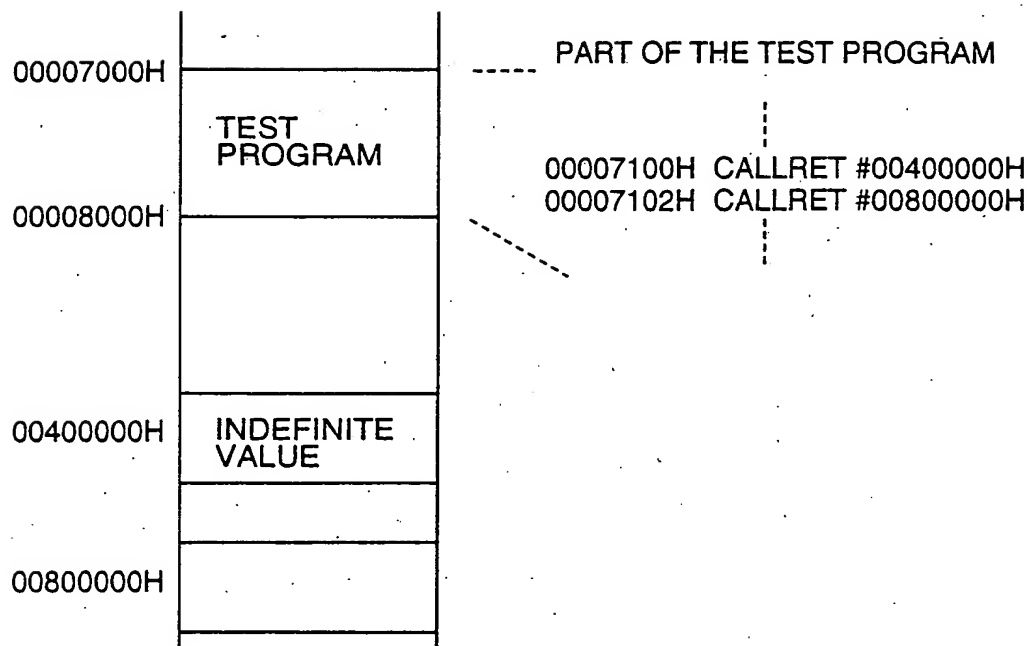 PART OF THE TEST PROGRAM
00007000H
TEST
PROGRAM
00007100H CALLRET #00400000H
00007102H CALLRET #00800000H
00008000H
00400000H
INDEFINITE
VALUE
00800000H